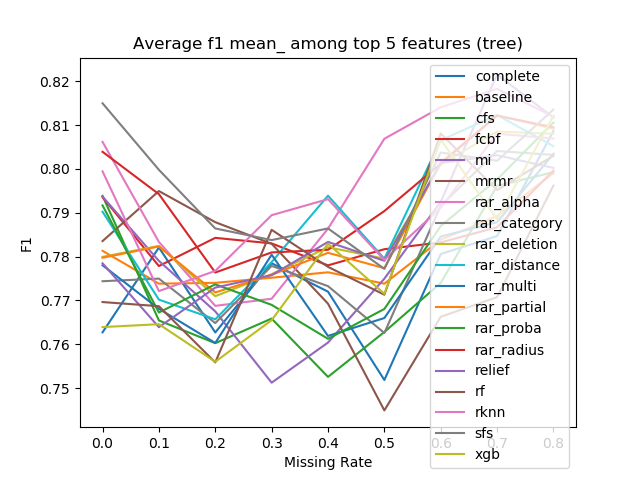 Average f1 mean_ among top 5 features (tree)
0.82
0.81
0.80
0.79
0.78
0.77
0.76
0.75
F1
0.0 0.1 0.2 0.3 0.4 0.5 0.6 0.7 0.8
Missing Rate
complete
baseline
cfs
fcbf
mi
mrmr
rar_alpha
rar_category
rar_deletion
rar_distance
rar_multi
rar_partial
rar_proba
rar_radius
relief
rf
rknn
sfs
xgb